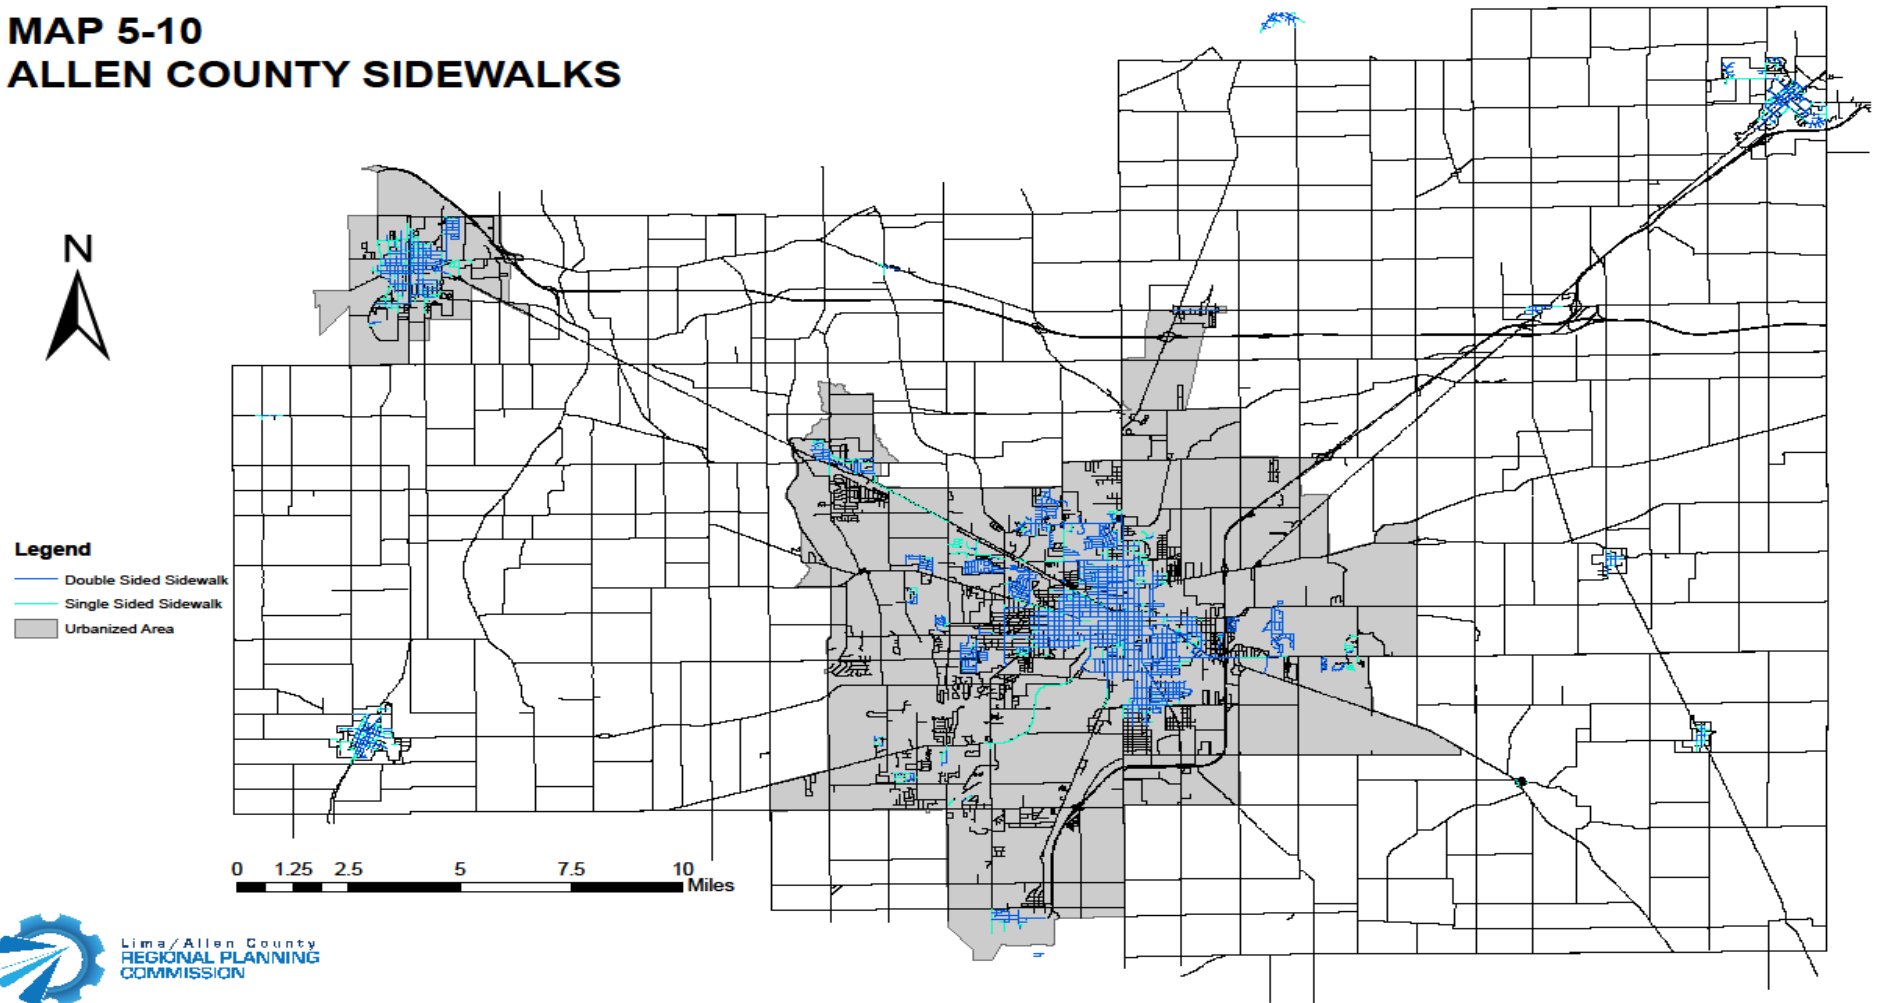 MAP 5-10
ALLEN COUNTY SIDEWALKS
N
Legend
Double Sided Sidewalk
Single Sided Sidewalk
Urbanized Area
0 1.25 2.5 5 7.5 10
Miles
Lima/Allen County
REGIONAL PLANNING
COMMISSION